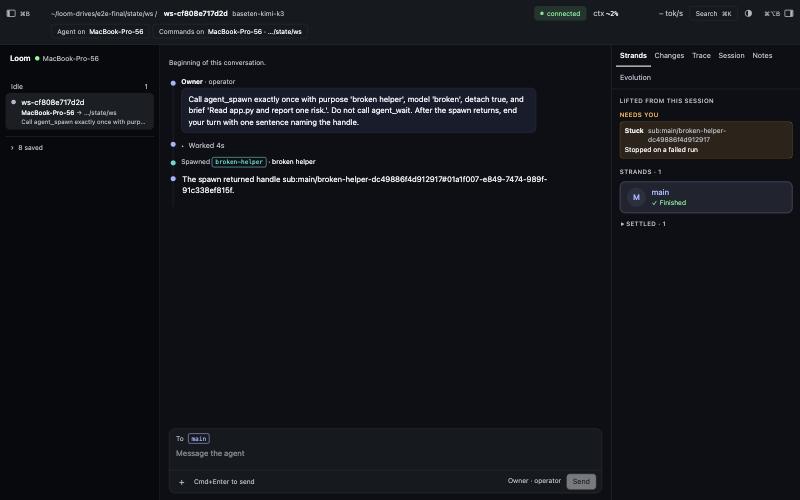 ⌘B
~/loom-drives/e2e-final/state/ws / ws-cf808e717d2d baseten-kimi-k3
connected
ctx ~2%
– tok/s
Search ⌘K
⌘⌥B
Agent on MacBook-Pro-56
Commands on MacBook-Pro-56 · …/state/ws
Loom MacBook-Pro-56
Idle 1
ws-cf808e717d2d
MacBook-Pro-56 → …/state/ws
Call agent_spawn exactly once with purp…
› 8 saved
Beginning of this conversation.
Owner · operator
Call agent_spawn exactly once with purpose 'broken helper', model 'broken', detach true, and
brief 'Read app.py and report one risk.'. Do not call agent_wait. After the spawn returns, end
your turn with one sentence naming the handle.
Worked 4s
Spawned broken-helper · broken helper
The spawn returned handle sub:main/broken-helper-dc49886f4d912917#01a1f007-e849-7474-989f-
91c338ef815f.
To main
Message the agent
+ Cmd+Enter to send
Owner · operator
Send
Strands Changes Trace Session Notes
Evolution
LIFTED FROM THIS SESSION
NEEDS YOU
Stuck sub:main/broken-helper-
dc49886f4d912917
Stopped on a failed run
STRANDS · 1
M
main
✓ Finished
▸ SETTLED · 1